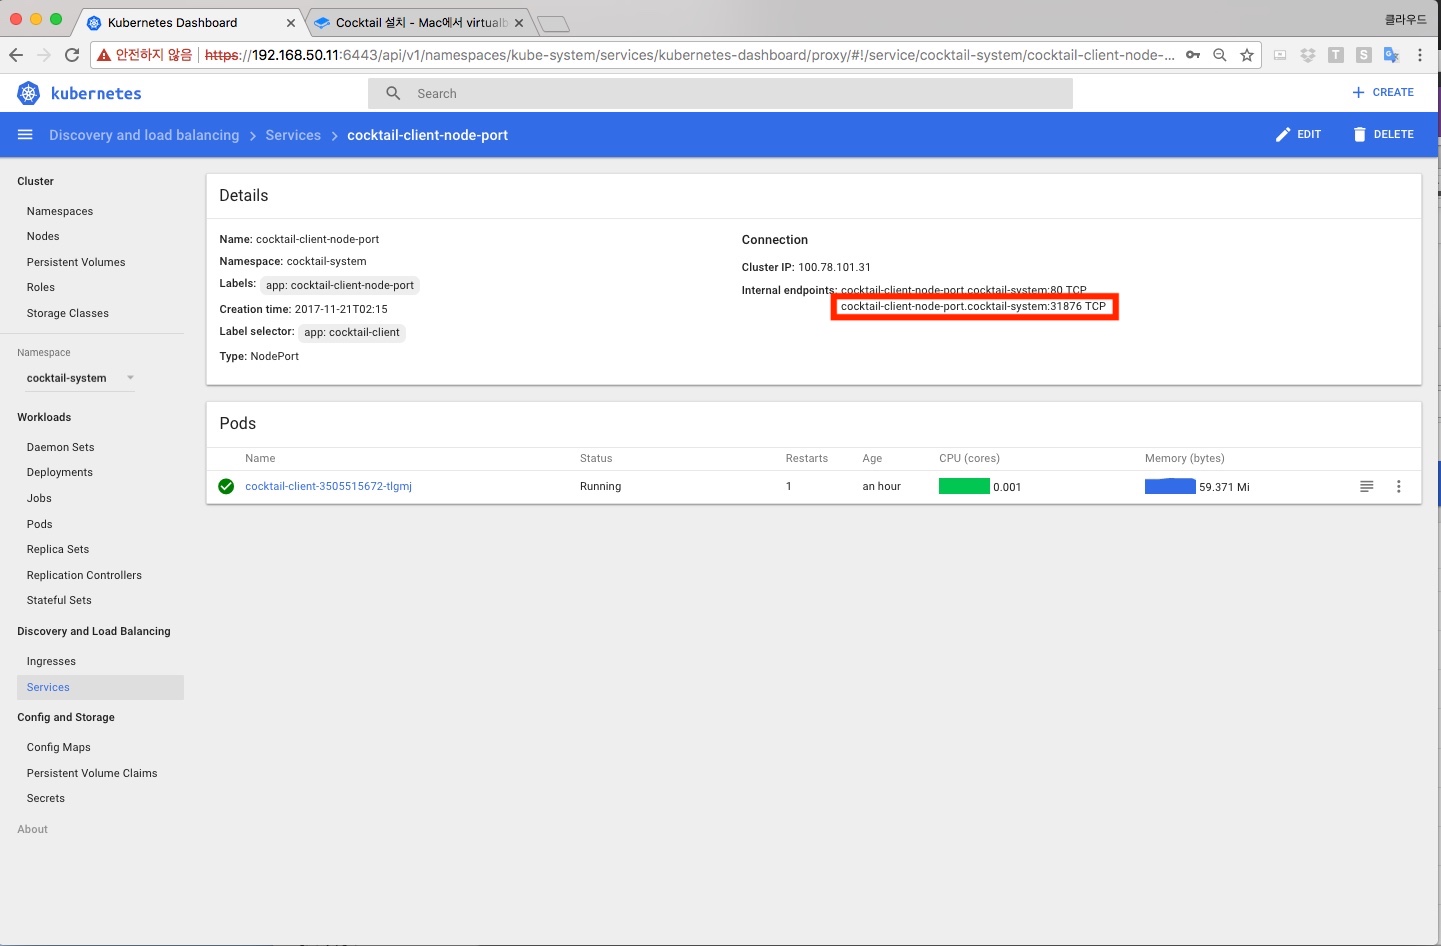 Kubernetes Dashboard
Cocktail 설치 - Mac에서 virtualb
클라우드
안전하지 않음
https://192.168.50.11:6443/api/v1/namespaces/kube-system/services/kubernetes-dashboard/proxy/#!/service/cocktail-system/cocktail-client-node-...
kubernetes
Search
CREATE
Discovery and load balancing > Services > cocktail-client-node-port
EDIT
DELETE
Cluster
Namespaces
Nodes
Persistent Volumes
Roles
Storage Classes
Namespace
cocktail-system
Workloads
Daemon Sets
Deployments
Jobs
Pods
Replica Sets
Replication Controllers
Stateful Sets
Discovery and Load Balancing
Ingresses
Services
Config and Storage
Config Maps
Persistent Volume Claims
Secrets
About
Details
Name: cocktail-client-node-port
Namespace: cocktail-system
Labels: app: cocktail-client-node-port
Creation time: 2017-11-21T02:15
Label selector: app: cocktail-client
Type: NodePort
Connection
Cluster IP: 100.78.101.31
Internal endpoints: cocktail-client-node-port.cocktail-system:80 TCP
cocktail-client-node-port.cocktail-system:31876 TCP
Pods
Name Status Restarts Age CPU (cores) Memory (bytes)
cocktail-client-3505515672-tlgmj Running 1 an hour 0.001 59.371 Mi